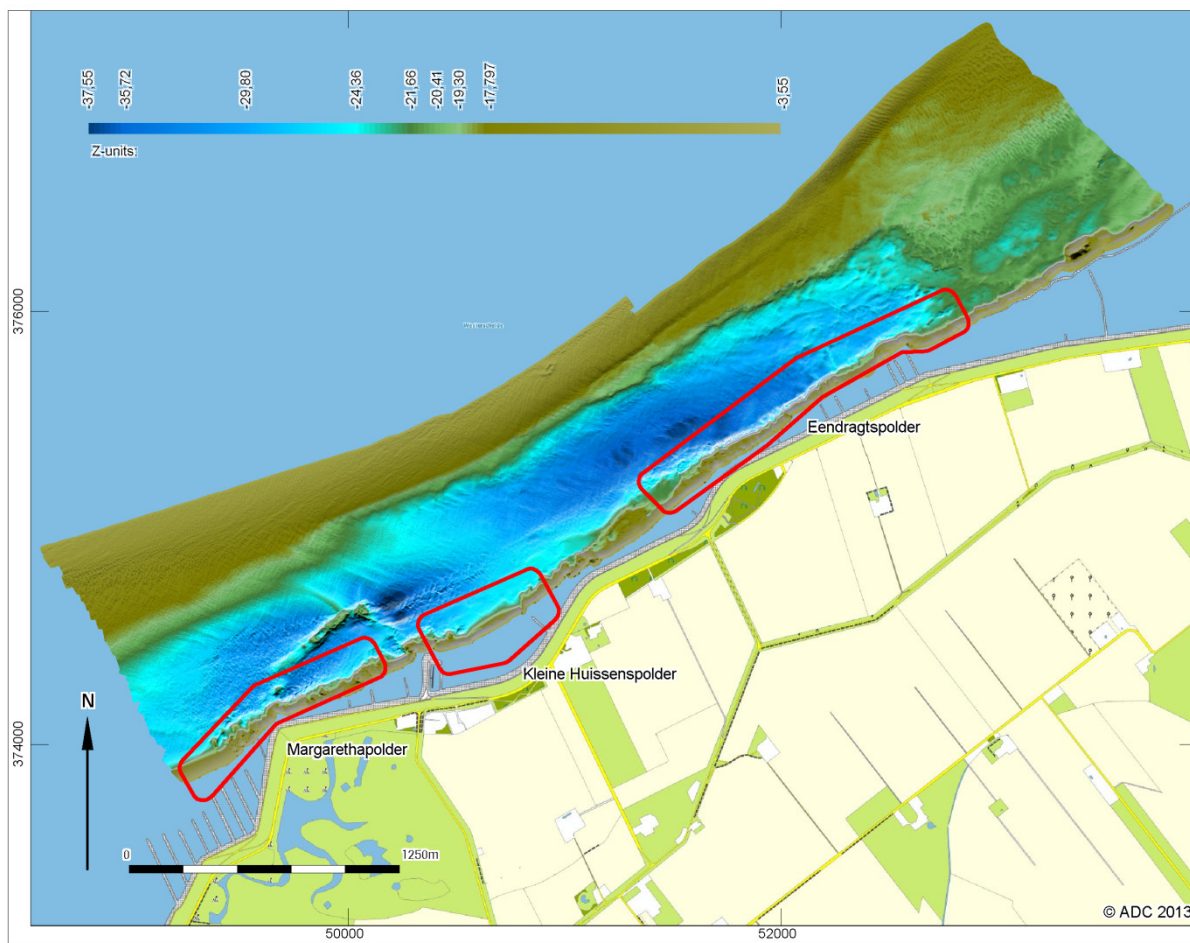 -37,55
-35,72
-29,80
-24,36
-21,66
-20,41
-19,30
-17,797
-3,55
Z-units:
Westerschelde
376000
Eendragtspolder
Kleine Huissenspolder
N
374000
Margarethapolder
0 1250m
© ADC 2013
50000 52000